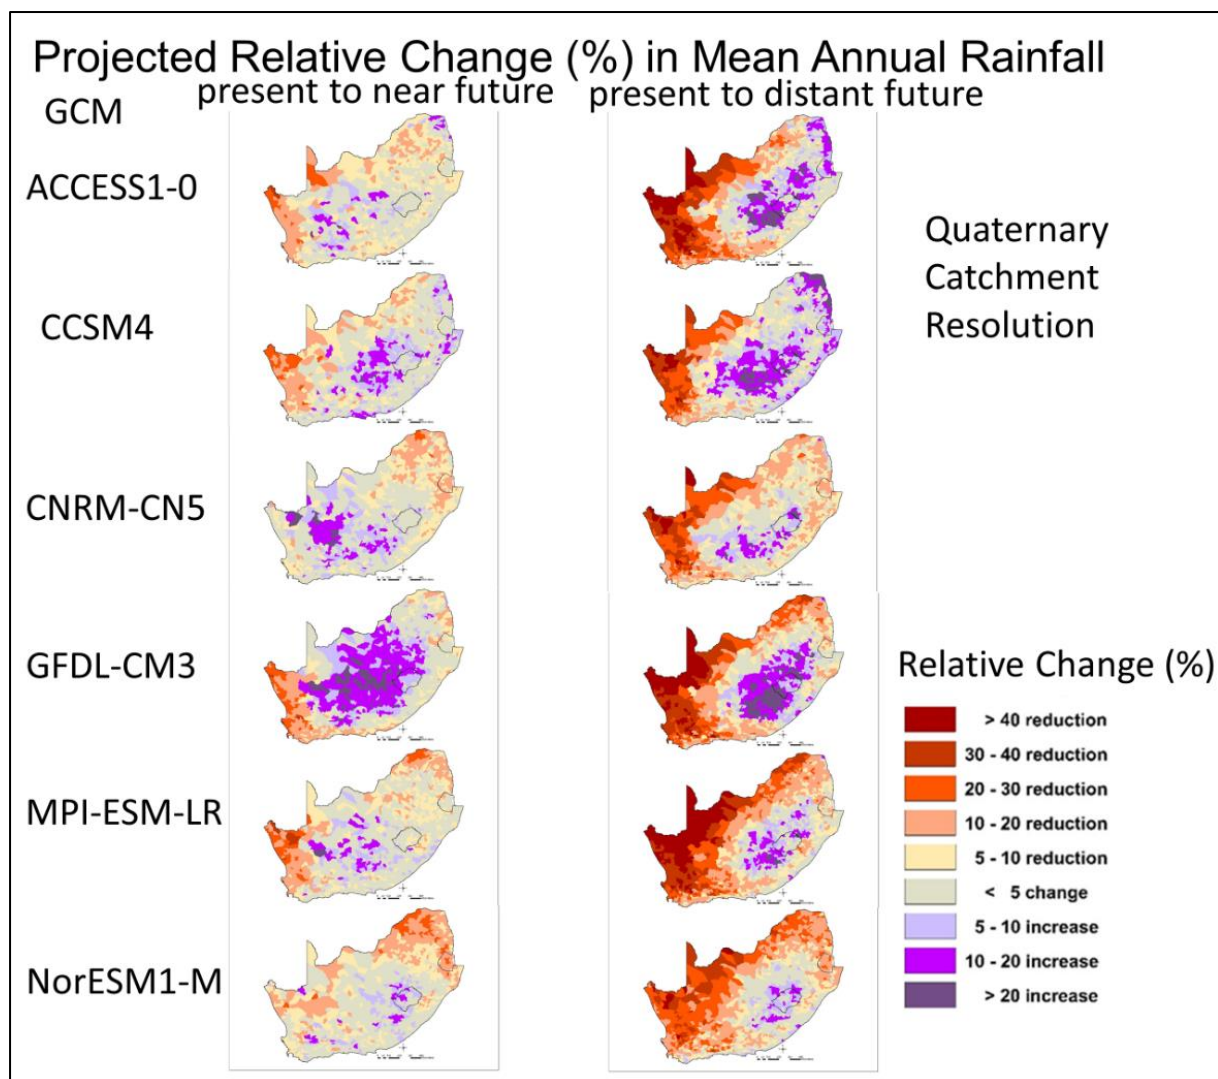 Projected Relative Change (%) in Mean Annual Rainfall
present to near future
present to distant future
GCM
ACCESS1-0
CCSM4
CNRM-CN5
GFDL-CM3
MPI-ESM-LR
NorESM1-M
Quaternary
Catchment
Resolution
Relative Change (%)
> 40 reduction
30 - 40 reduction
20 - 30 reduction
10 - 20 reduction
5 - 10 reduction
< 5 change
5 - 10 increase
10 - 20 increase
> 20 increase